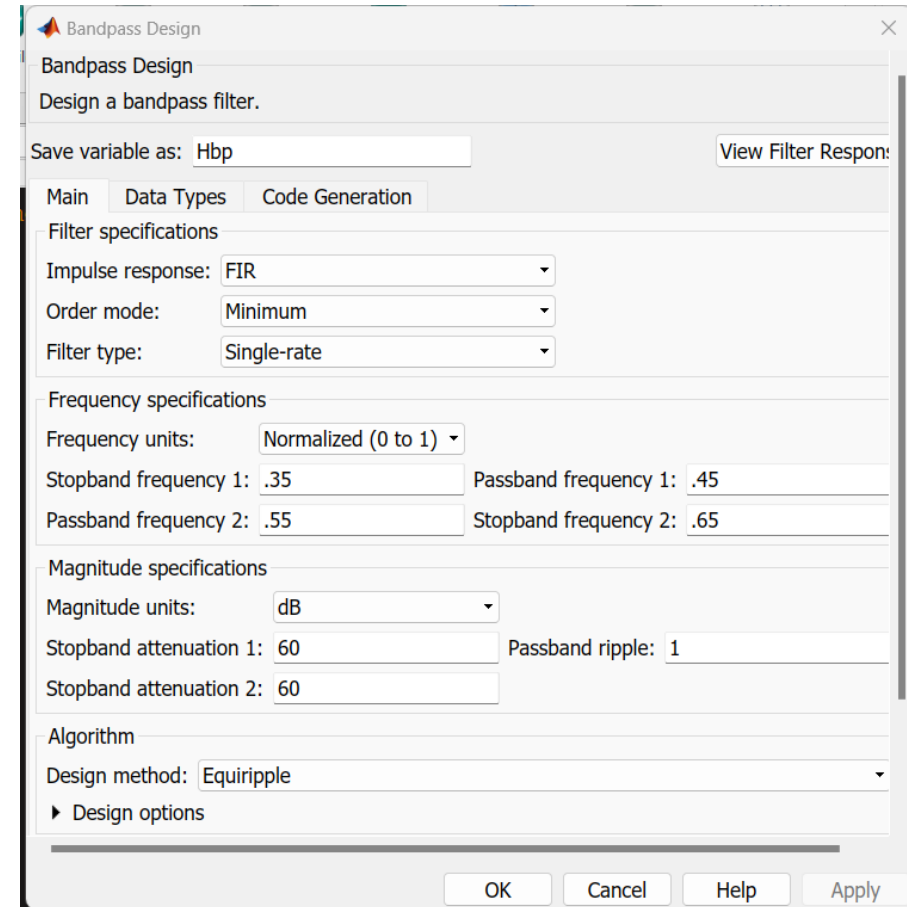 Bandpass Design
Bandpass Design
Design a bandpass filter.
Save variable as: Hbp View Filter Respons
Main Data Types Code Generation
Filter specifications
Impulse response: FIR
Order mode: Minimum
Filter type: Single-rate
Frequency specifications
Frequency units: Normalized (0 to 1)
Stopband frequency 1: .35 Passband frequency 1: .45
Passband frequency 2: .55 Stopband frequency 2: .65
Magnitude specifications
Magnitude units: dB
Stopband attenuation 1: 60 Passband ripple: 1
Stopband attenuation 2: 60
Algorithm
Design method: Equiripple
Design options
OK Cancel Help Apply